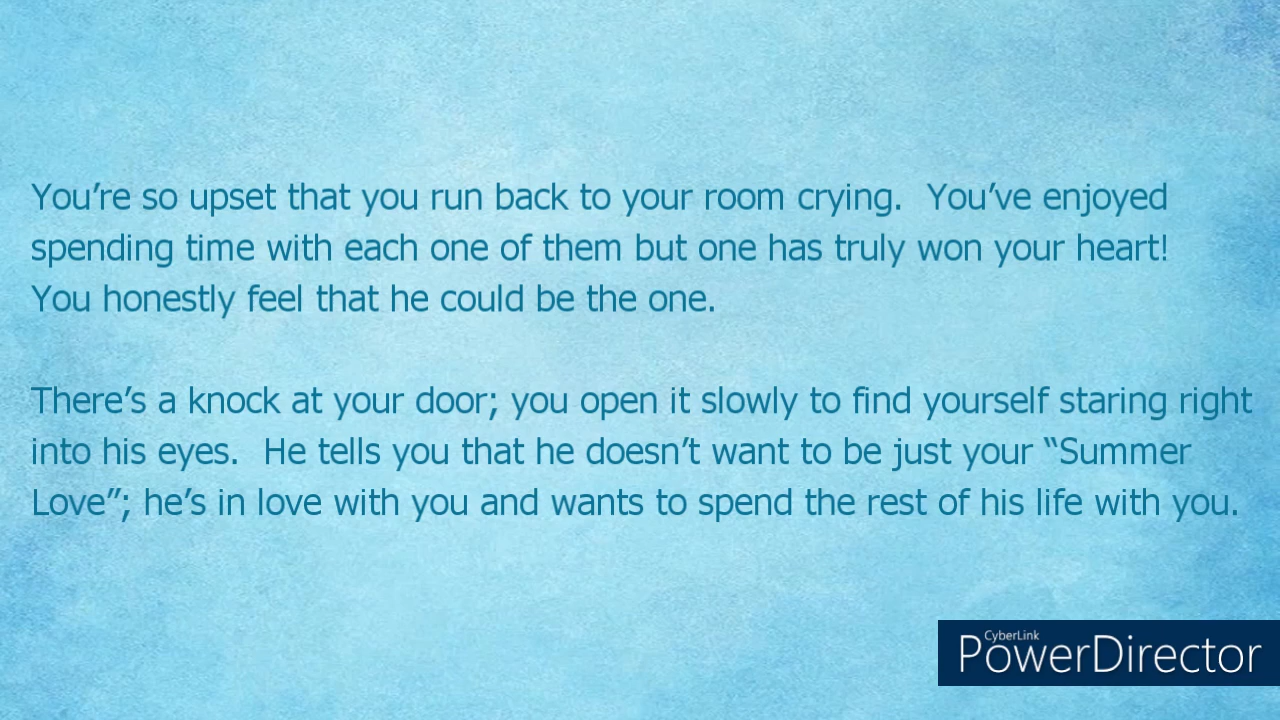 You’re so upset that you run back to your room crying.  You’ve enjoyed
spending time with each one of them but one has truly won your heart!
You honestly feel that he could be the one.
There’s a knock at your door; you open it slowly to find yourself staring right
into his eyes.  He tells you that he doesn’t want to be just your “Summer
Love”; he’s in love with you and wants to spend the rest of his life with you.
CyberLink
PowerDirector